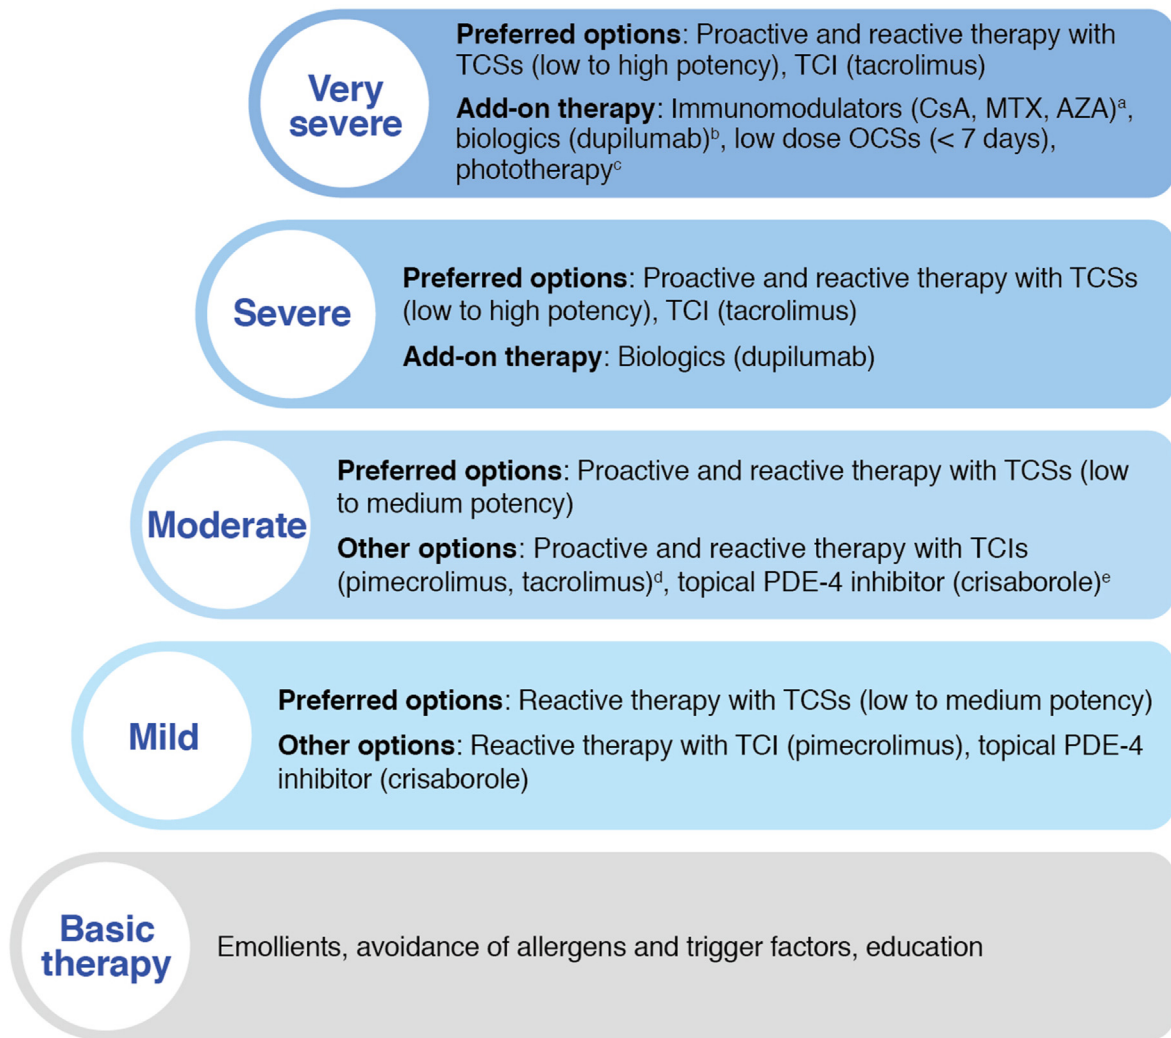 Very
severe
Preferred options: Proactive and reactive therapy with
TCSs (low to high potency), TCI (tacrolimus)
Add-on therapy: Immunomodulators (CsA, MTX, AZA)ᵃ,
biologics (dupilumab)ᵇ, low dose OCSs (< 7 days),
phototherapyᶜ
Severe
Preferred options: Proactive and reactive therapy with TCSs
(low to high potency), TCI (tacrolimus)
Add-on therapy: Biologics (dupilumab)
Moderate
Preferred options: Proactive and reactive therapy with TCSs (low
to medium potency)
Other options: Proactive and reactive therapy with TCIs
(pimecrolimus, tacrolimus)ᵈ, topical PDE-4 inhibitor (crisaborole)ᵉ
Mild
Preferred options: Reactive therapy with TCSs (low to medium potency)
Other options: Reactive therapy with TCI (pimecrolimus), topical PDE-4
inhibitor (crisaborole)
Basic
therapy
Emollients, avoidance of allergens and trigger factors, education